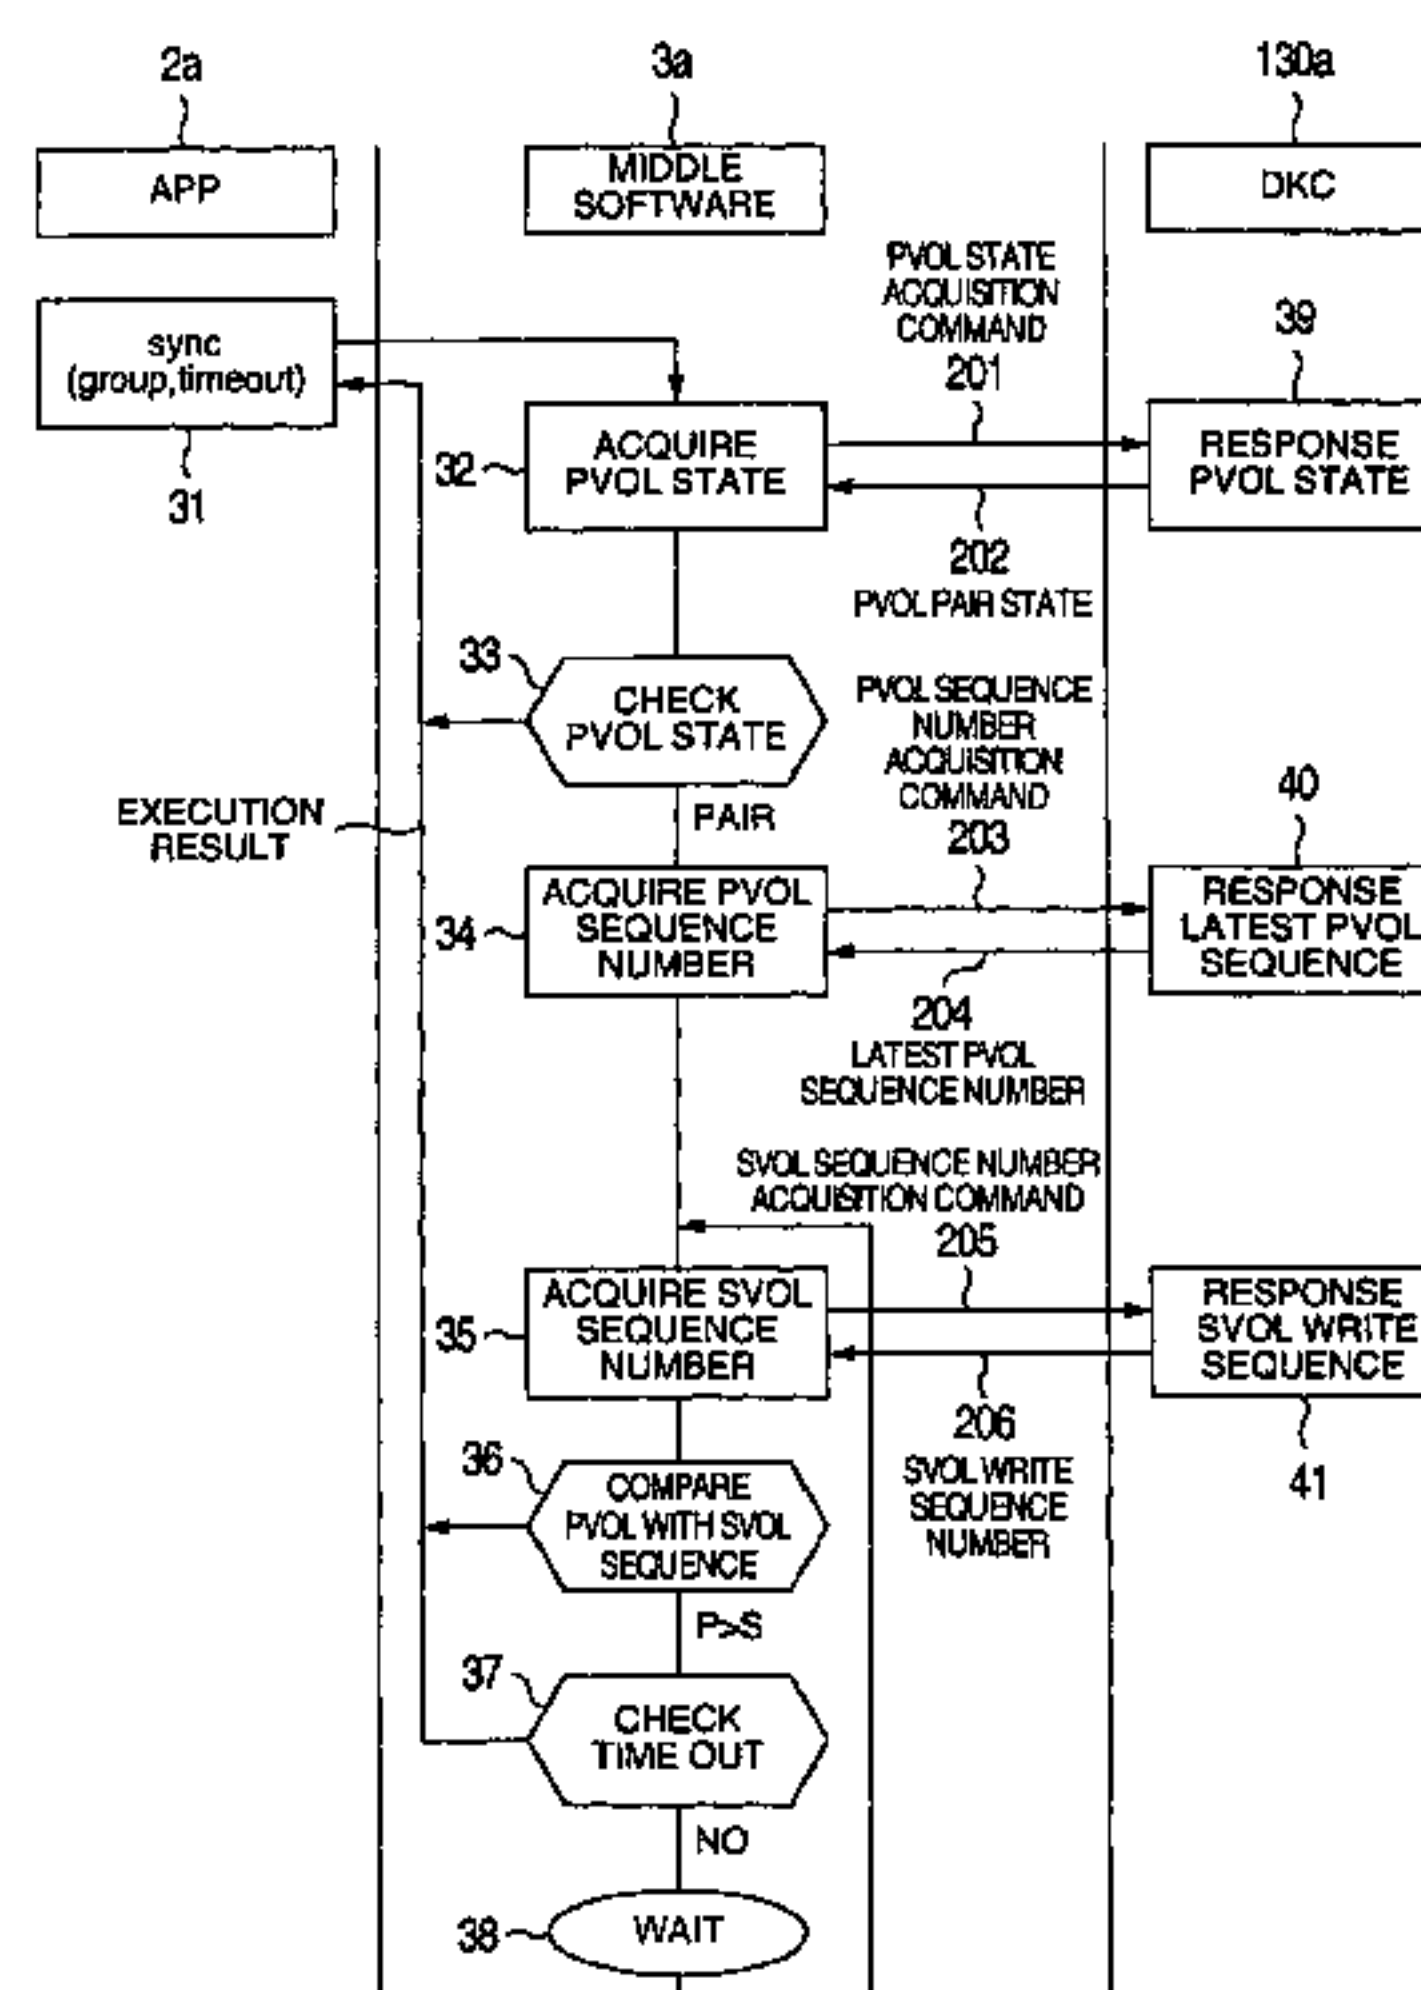 2a
3a
130a
APP
MIDDLE
SOFTWARE
DKC
PVOL STATE
ACQUISITION
COMMAND
201
39
sync
(group,timeout)
31
32
ACQUIRE
PVOL STATE
RESPONSE
PVOL STATE
202
PVOL PAIR STATE
33
CHECK
PVOL STATE
PVOL SEQUENCE
NUMBER
ACQUISITION
COMMAND
203
PAIR
EXECUTION
RESULT
40
34
ACQUIRE PVOL
SEQUENCE
NUMBER
RESPONSE
LATEST PVOL
SEQUENCE
204
LATEST PVOL
SEQUENCE NUMBER
SVOL SEQUENCE NUMBER
ACQUISITION COMMAND
205
35
ACQUIRE SVOL
SEQUENCE
NUMBER
RESPONSE
SVOL WRITE
SEQUENCE
206
SVOL WRITE
SEQUENCE
NUMBER
41
36
COMPARE
PVOL WITH SVOL
SEQUENCE
P>S
37
CHECK
TIME OUT
NO
38
WAIT